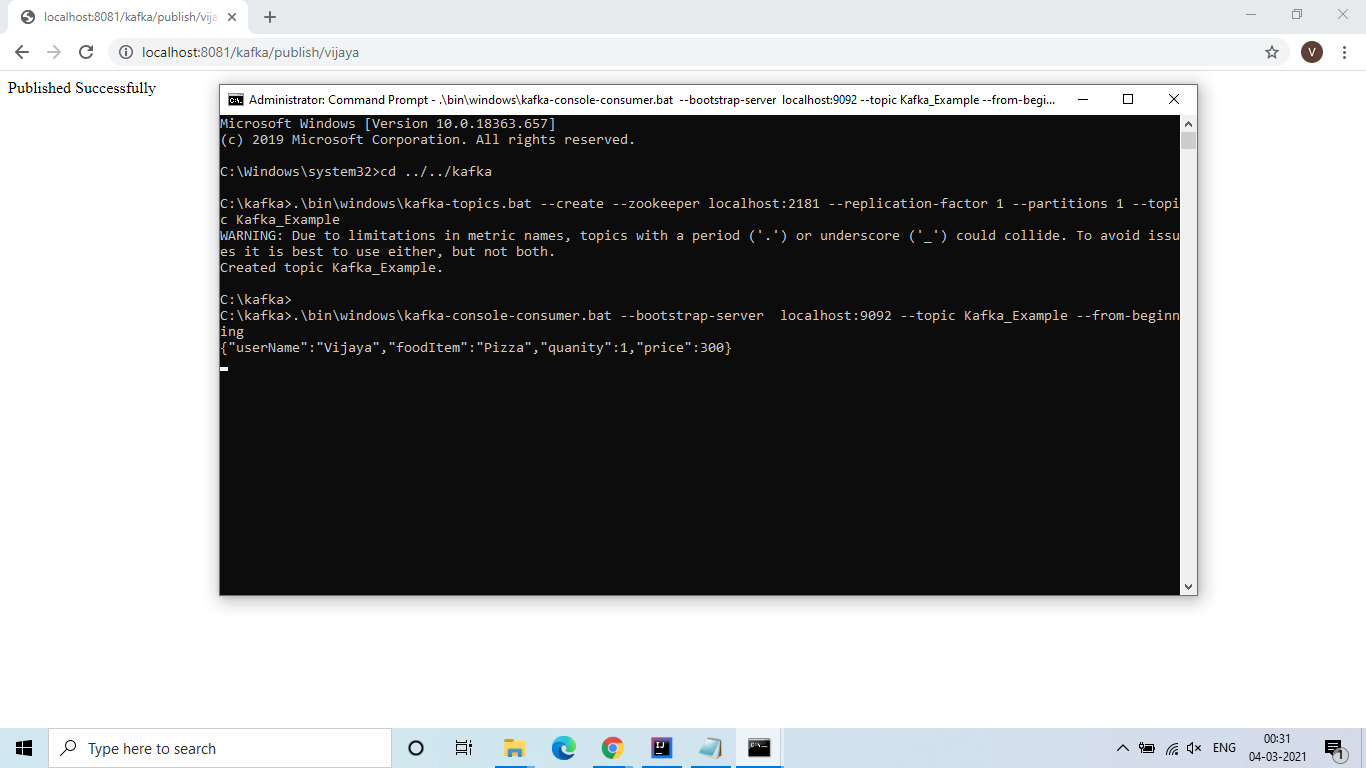 localhost:8081/kafka/publish/vija
localhost:8081/kafka/publish/vijaya
V
Published Successfully
Administrator: Command Prompt - .\bin\windows\kafka-console-consumer.bat  --bootstrap-server  localhost:9092 --topic Kafka_Example --from-begi...
Microsoft Windows [Version 10.0.18363.657]
(c) 2019 Microsoft Corporation. All rights reserved.
C:\Windows\system32>cd ../../kafka
C:\kafka>.\bin\windows\kafka-topics.bat --create --zookeeper localhost:2181 --replication-factor 1 --partitions 1 --topi
c Kafka_Example
WARNING: Due to limitations in metric names, topics with a period ('.') or underscore ('_') could collide. To avoid issu
es it is best to use either, but not both.
Created topic Kafka_Example.
C:\kafka>
C:\kafka>.\bin\windows\kafka-console-consumer.bat --bootstrap-server  localhost:9092 --topic Kafka_Example --from-beginn
ing
{"userName":"Vijaya","foodItem":"Pizza","quanity":1,"price":300}
Type here to search
ENG
00:31
04-03-2021
1